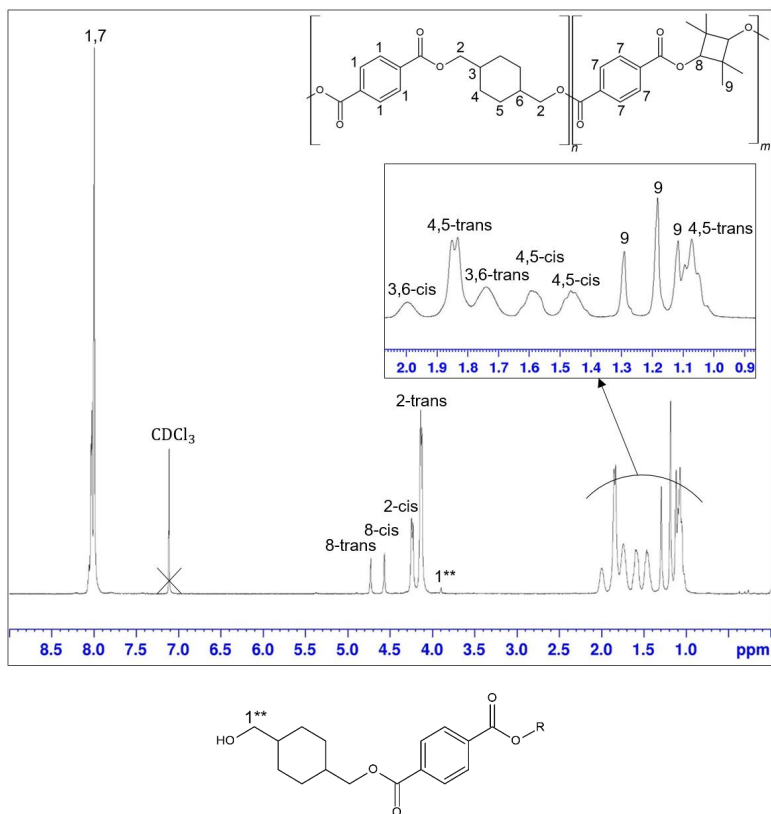 1,7
O
O
O
O
O
O
O
O
1
1
1
1
2
3
4
5
6
2
n
7
7
7
7
8
9
m
4,5-trans
3,6-cis
3,6-trans
4,5-cis
4,5-cis
9
9
9
4,5-trans
2.0 1.9 1.8 1.7 1.6 1.5 1.4 1.3 1.2 1.1 1.0 0.9
CDCl3
2-trans
2-cis
8-cis
8-trans
1**
8.5 8.0 7.5 7.0 6.5 6.0 5.5 5.0 4.5 4.0 3.5 3.0 2.5 2.0 1.5 1.0 ppm
1**
HO
O
O
O
O
R